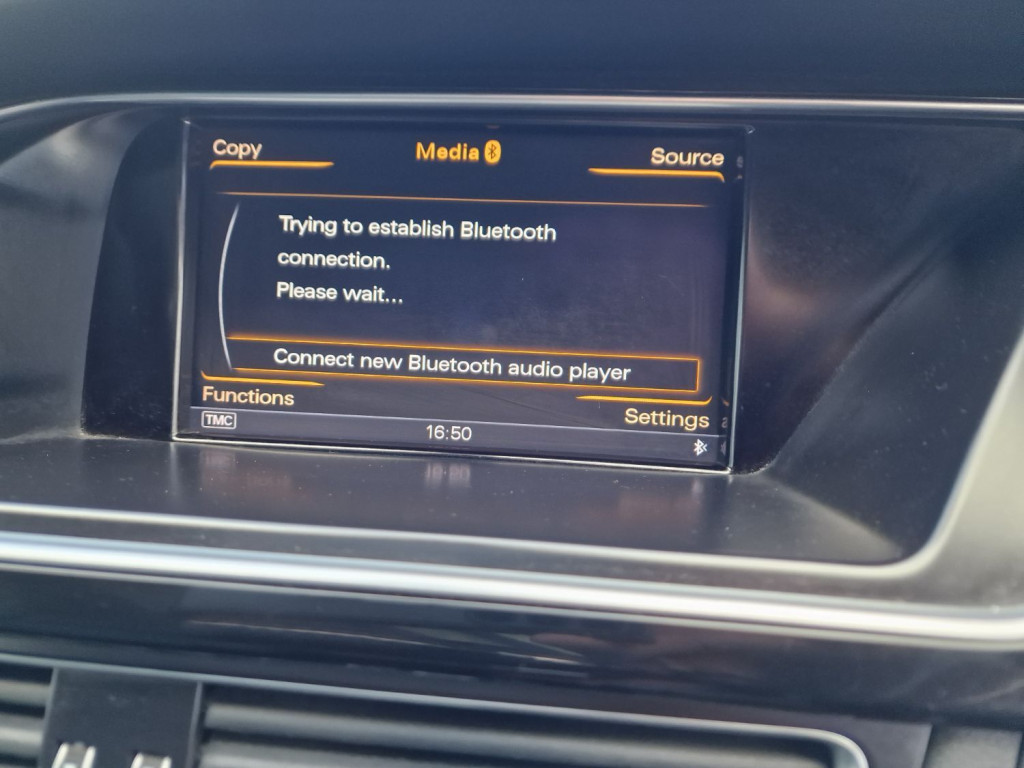 Copy
Media
Source
Trying to establish Bluetooth
connection.
Please wait...
Connect new Bluetooth audio player
Functions
Settings
TMC
16:50